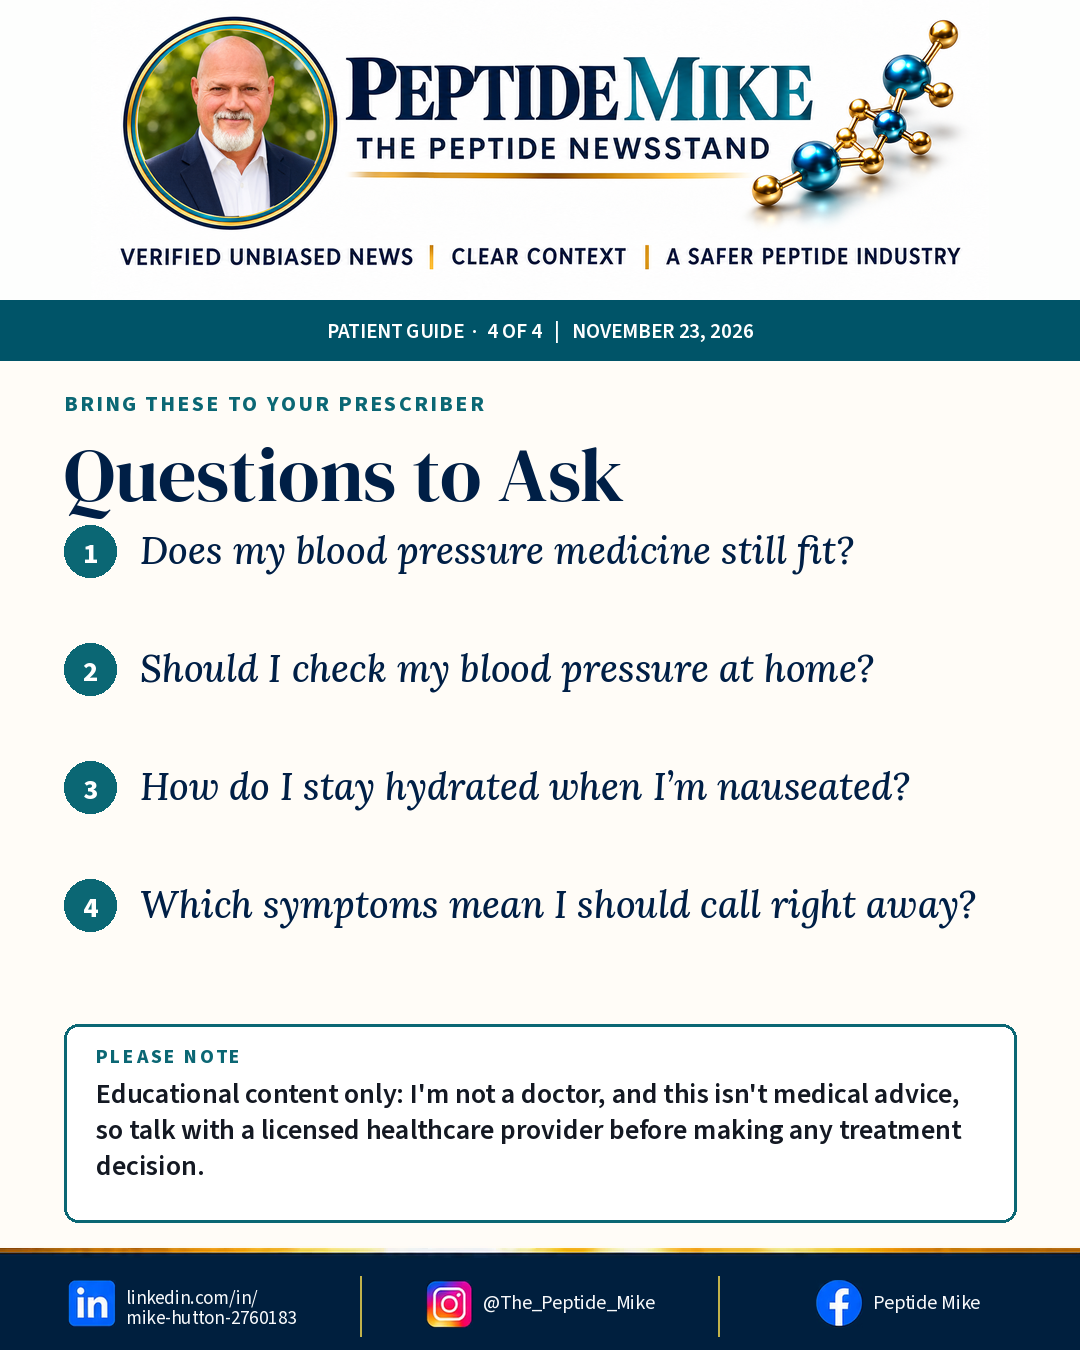 PEPTIDEMIKE
THE PEPTIDE NEWSSTAND
VERIFIED UNBIASED NEWS | CLEAR CONTEXT | A SAFER PEPTIDE INDUSTRY
PATIENT GUIDE · 4 OF 4 | NOVEMBER 23, 2026
BRING THESE TO YOUR PRESCRIBER
Questions to Ask
1 Does my blood pressure medicine still fit?
2 Should I check my blood pressure at home?
3 How do I stay hydrated when I’m nauseated?
4 Which symptoms mean I should call right away?
PLEASE NOTE
Educational content only: I'm not a doctor, and this isn't medical advice,
so talk with a licensed healthcare provider before making any treatment
decision.
in linkedin.com/in/
mike-hutton-2760183
@The_Peptide_Mike
Peptide Mike